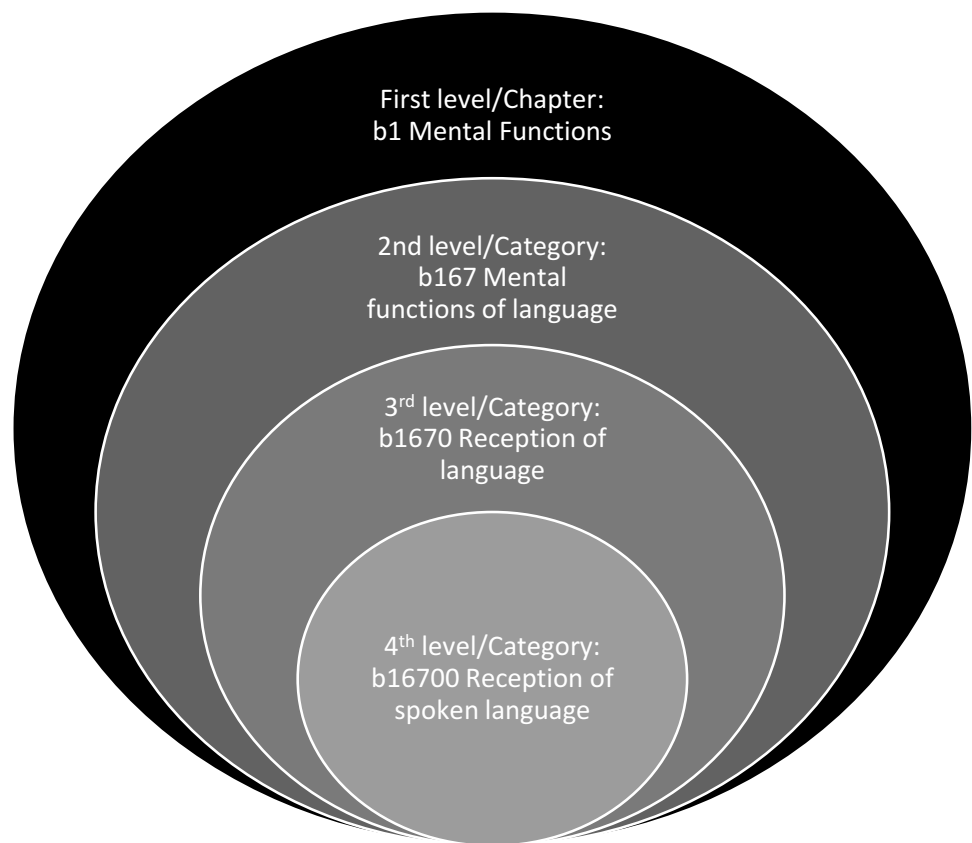 First level/Chapter:
b1 Mental Functions
2nd level/Category:
b167 Mental
functions of language
3rd level/Category:
b1670 Reception of
language
4th level/Category:
b16700 Reception of
spoken language